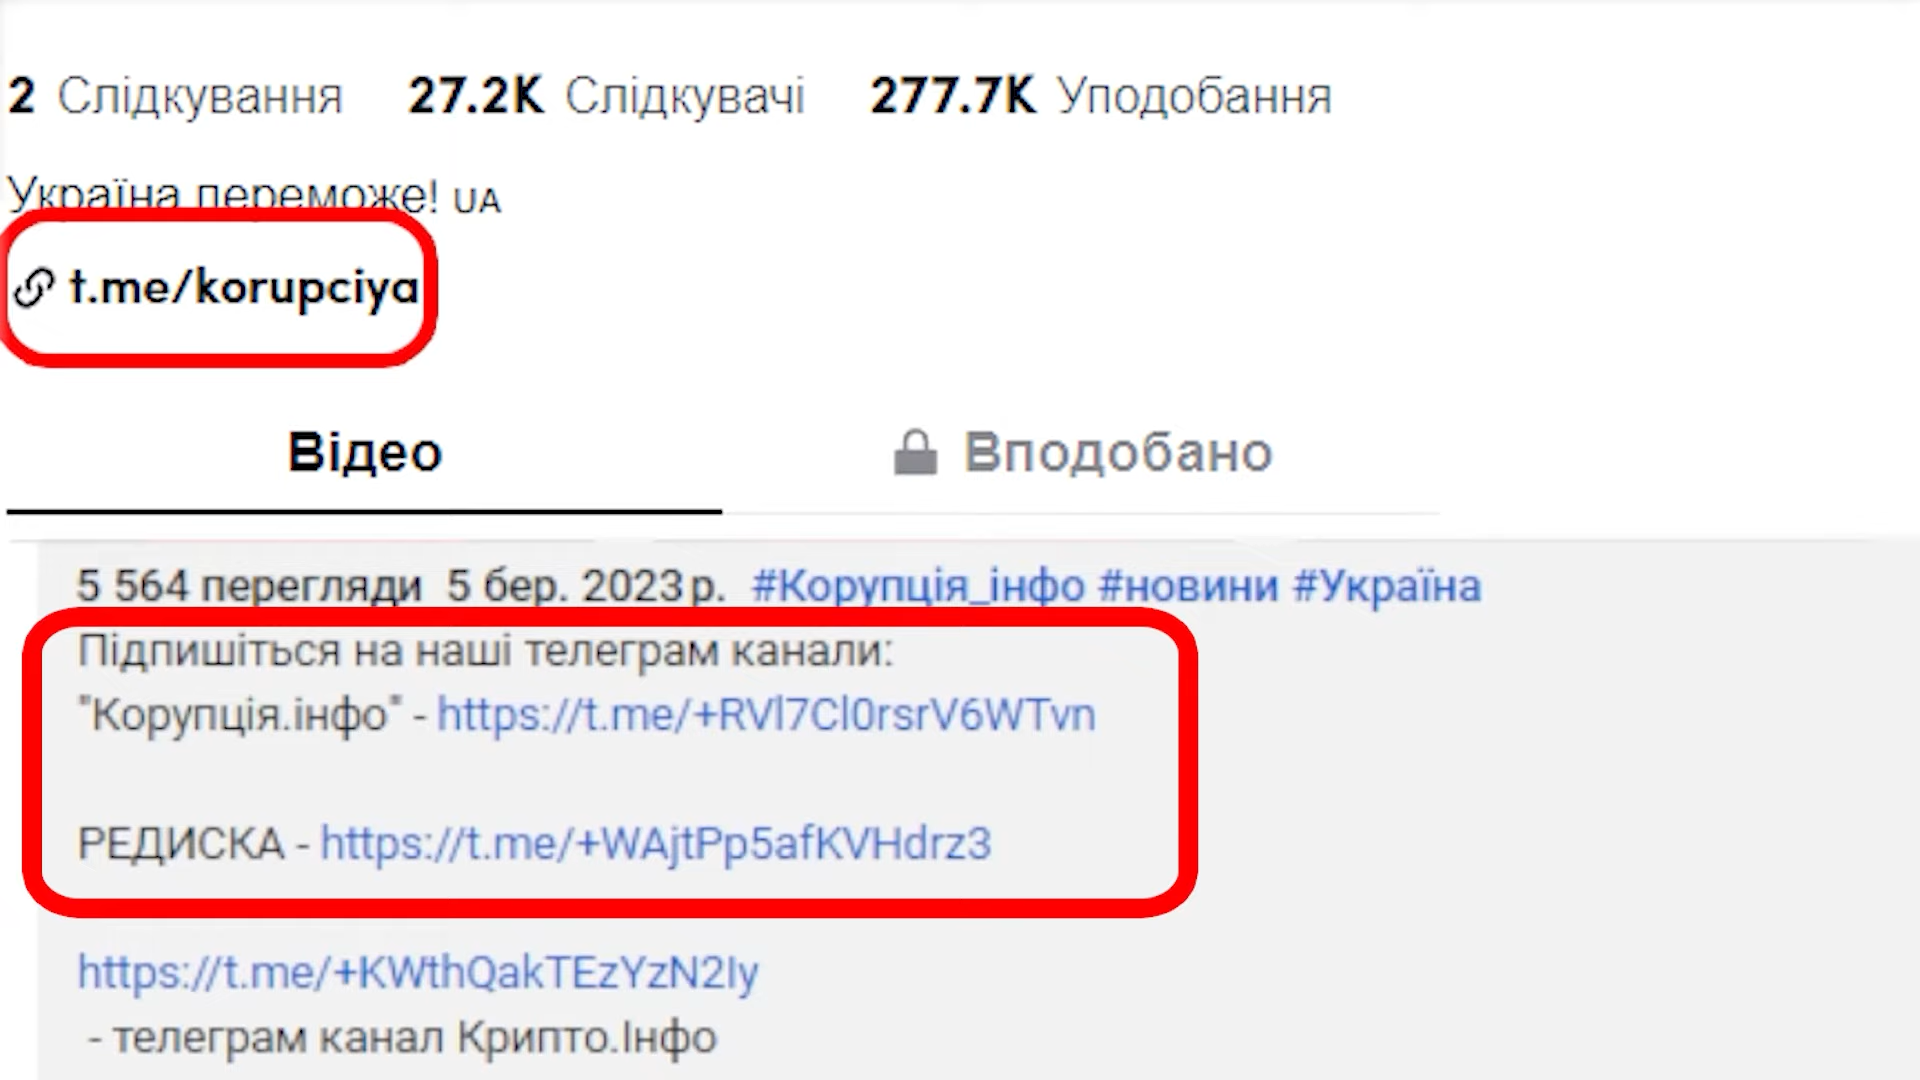 2 Слідкування 27.2K Слідкувачі 277.7K Уподобання
Україна переможе! UA
t.me/korupciya
Відео Вподобано
5 564 перегляди 5 бер. 2023 р. #Корупція_інфо #новини #Україна
Підпишіться на наші телеграм канали:
"Корупція.інфо" - https://t.me/+RVl7Cl0rsrV6WTvn
РЕДИСКА - https://t.me/+WAjtPp5afKVHdrz3
https://t.me/+KWthQakTEzYzN2Iy
- телеграм канал Крипто.Інфо